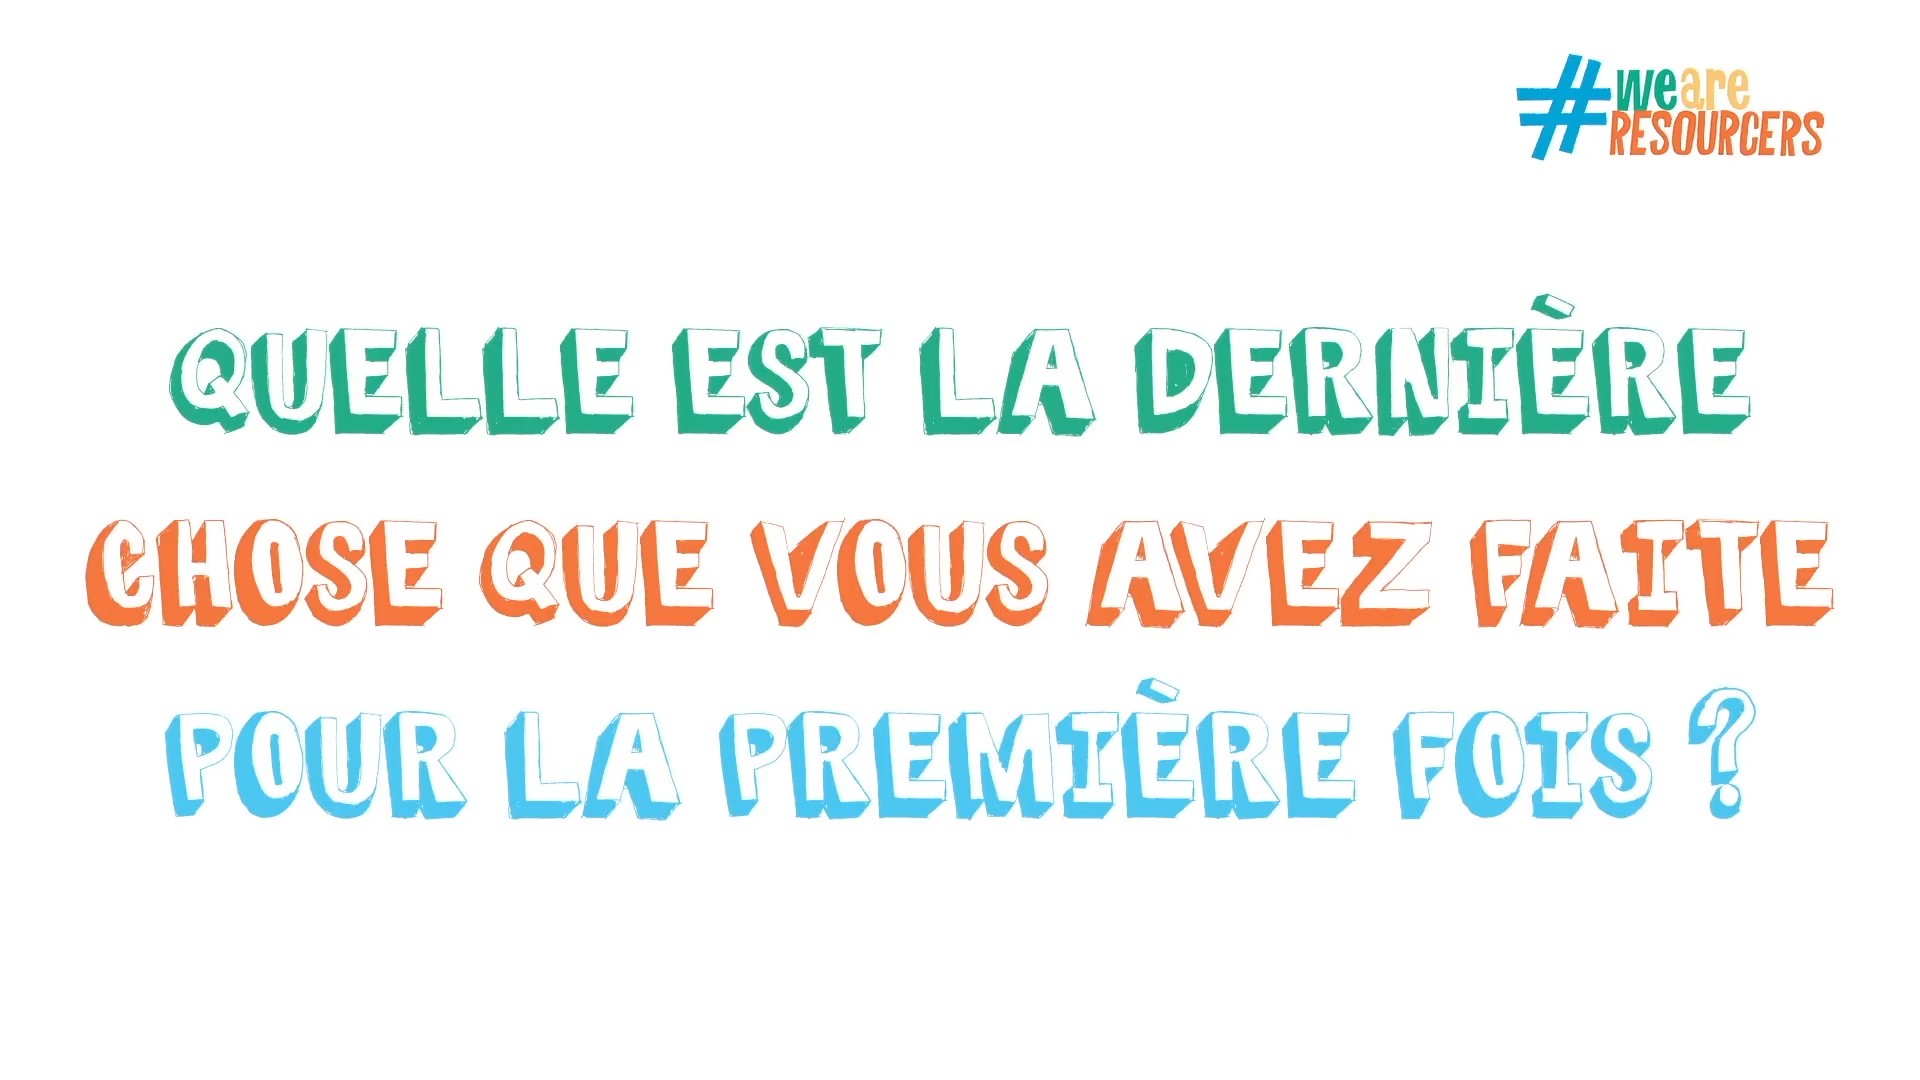 #weare
RESOURCERS
QUELLE EST LA DERNIÈRE
CHOSE QUE VOUS AVEZ FAITE
POUR LA PREMIÈRE FOIS ?